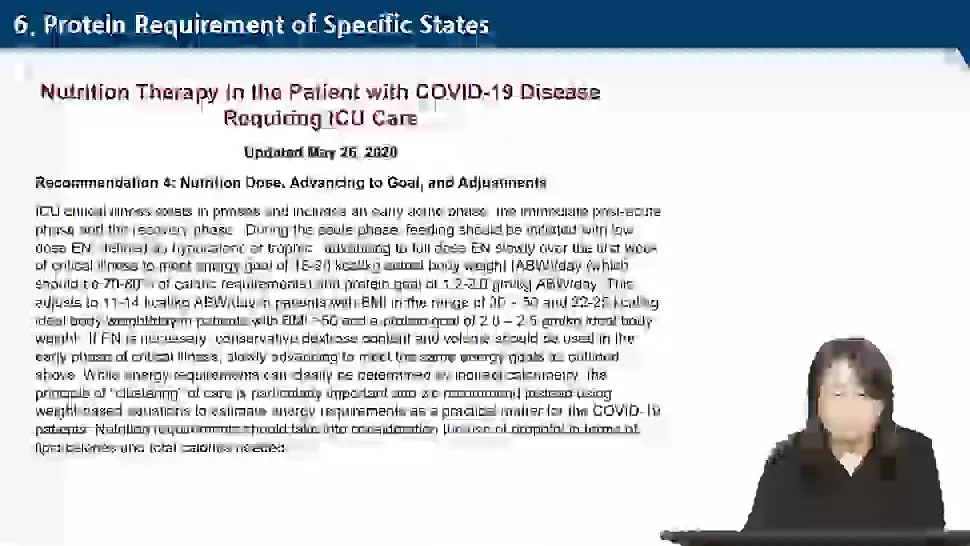 6. Protein Requirement of Specific States
Nutrition Therapy in the Patient with COVID-19 Disease
Requiring ICU Care
Updated May 26, 2020
Recommendation 4: Nutrition Dose, Advancing to Goal, and Adjustments
ICU critical illness exists in phases and includes an early acute phase, the immediate post-acute
phase and the recovery phase. During the acute phase, feeding should be initiated with low
dose EN, defined as hypocaloric or trophic, advancing to full dose EN slowly over the first week
of critical illness to meet energy goal of 15-20 kcal/kg actual body weight (ABW)/day (which
should be 70-80% of caloric requirements) and protein goal of 1.2-2.0 gm/kg ABW/day. This
adjusts to 11-14 kcal/kg ABW/day in patients with BMI in the range of 30 - 50 and 22-25 kcal/kg
ideal body weight/day in patients with BMI >50 and a protein goal of 2.0 – 2.5 gm/kg ideal body
weight. If PN is necessary, conservative dextrose content and volume should be used in the
early phase of critical illness, slowly advancing to meet the same energy goals as outlined
above. While energy requirements can ideally be determined by indirect calorimetry, the
principle of "clustering" of care is particularly important and we recommend instead using
weight-based equations to estimate energy requirements as a practical matter for the COVID-19
patients. Nutrition requirements should take into consideration the use of propofol in terms of
lipid calories and total calories needed.